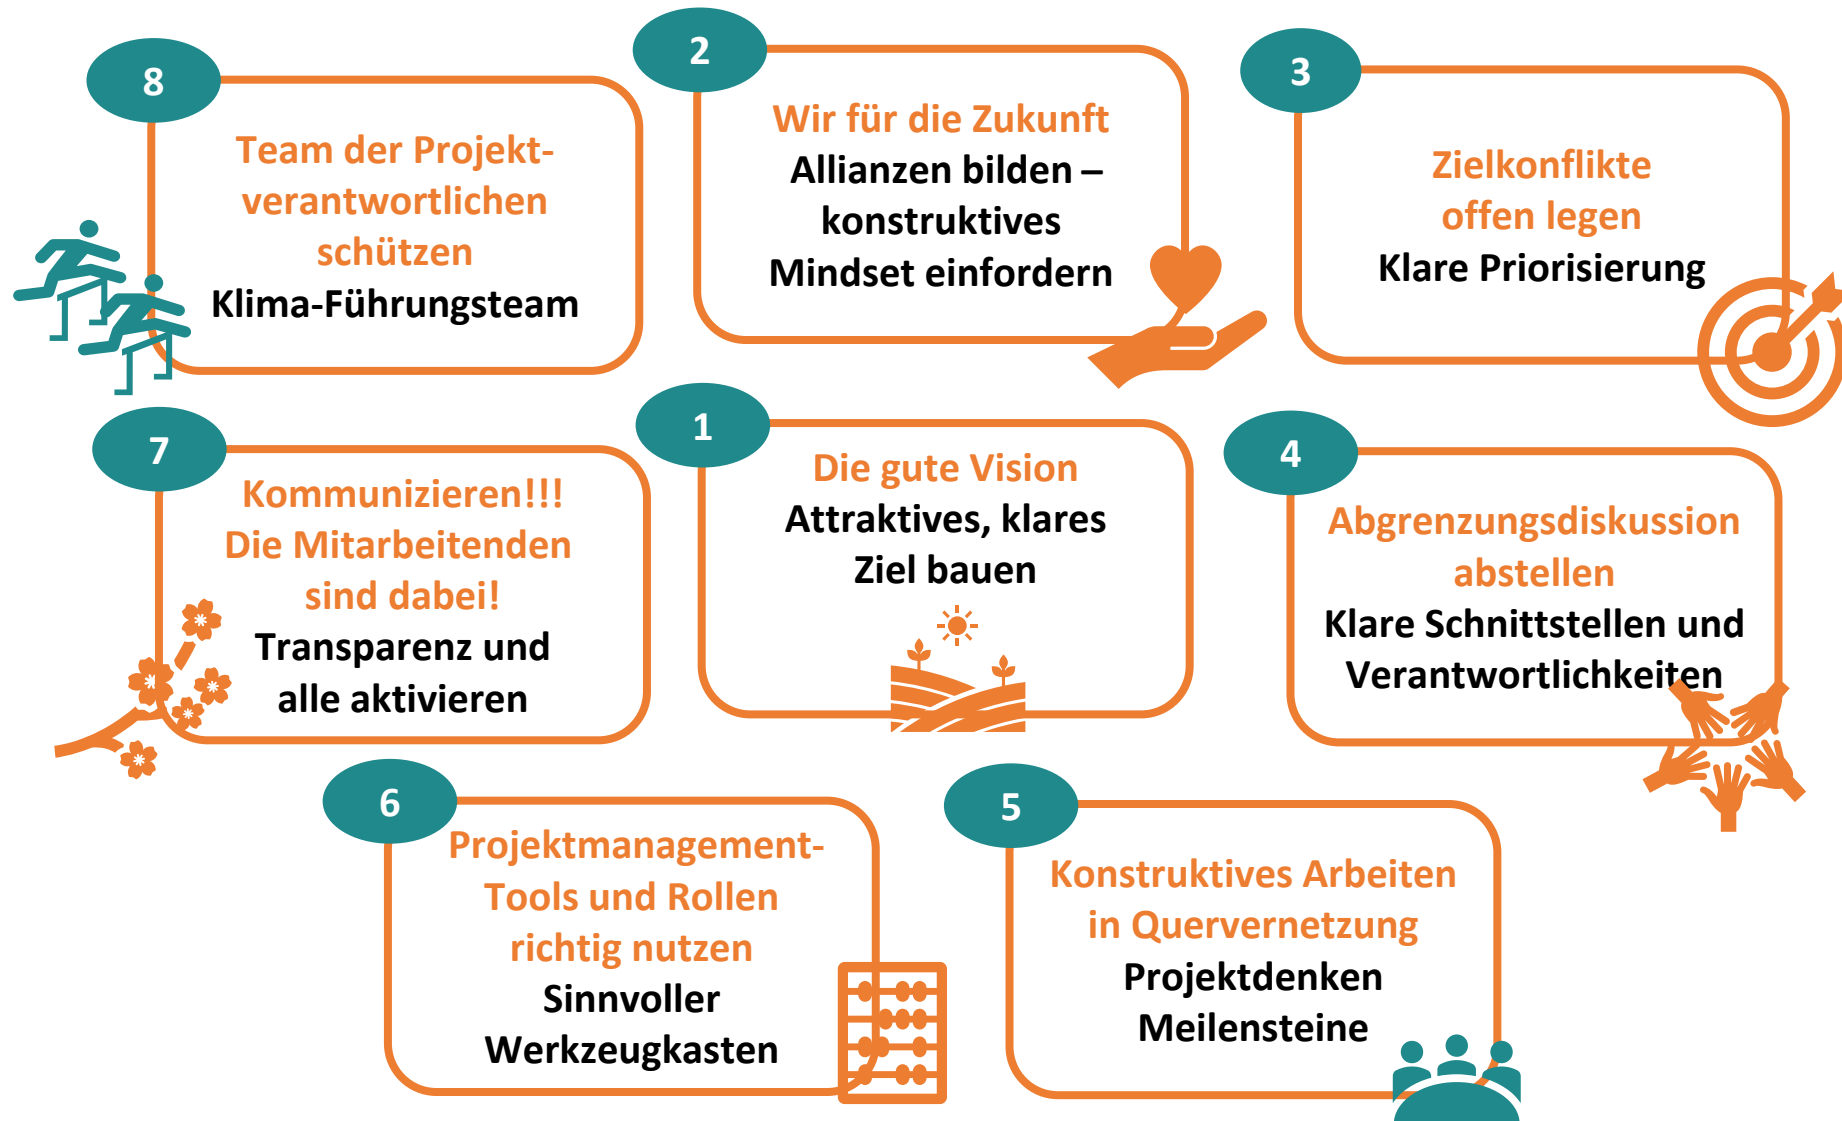 8
Team der Projekt-
verantwortlichen
schützen
Klima-Führungsteam
2
Wir für die Zukunft
Allianzen bilden –
konstruktives
Mindset einfordern
3
Zielkonflikte
offen legen
Klare Priorisierung
7
Kommunizieren!!!
Die Mitarbeitenden
sind dabei!
Transparenz und
alle aktivieren
1
Die gute Vision
Attraktives, klares
Ziel bauen
4
Abgrenzungsdiskussion
abstellen
Klare Schnittstellen und
Verantwortlichkeiten
6
Projektmanagement-
Tools und Rollen
richtig nutzen
Sinnvoller
Werkzeugkasten
5
Konstruktives Arbeiten
in Quervernetzung
Projektdenken
Meilensteine